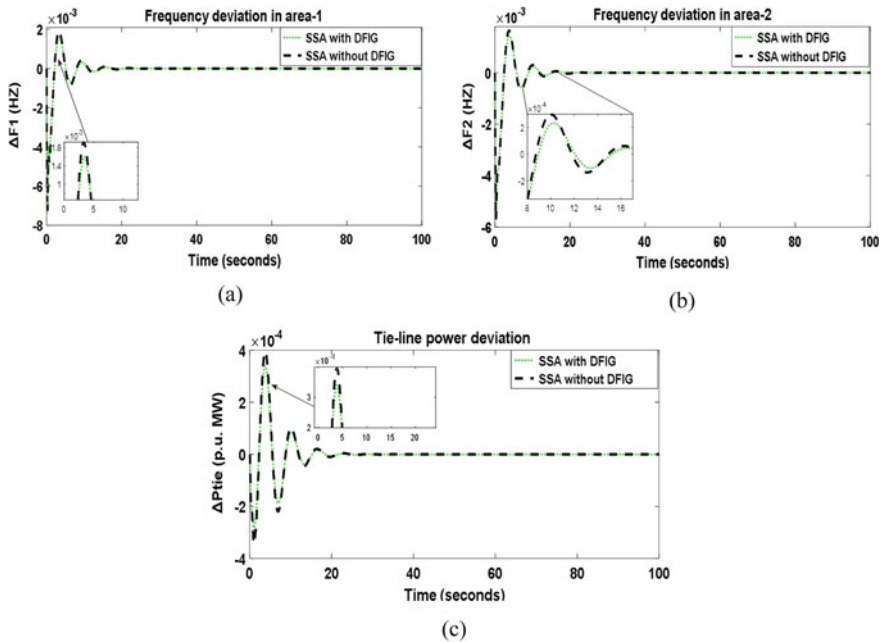 Frequency deviation in area-1
×10⁻³
2
0
-2
-4
-6
-8
ΔF1 (HZ)
SSA with DFIG
SSA without DFIG
×10⁻³
1.8
1.4
1
0 5 10
0 20 40 60 80 100
Time (seconds)
(a)
Frequency deviation in area-2
×10⁻³
0
-2
-4
-6
ΔF2 (HZ)
SSA with DFIG
SSA without DFIG
×10⁻⁴
2
0
-2
8 10 12 14 16
0 20 40 60 80 100
Time (seconds)
(b)
Tie-line power deviation
×10⁻⁴
4
2
0
-2
-4
ΔPtie (p.u. MW)
SSA with DFIG
SSA without DFIG
3
2
0 5 10 15 20
0 20 40 60 80 100
Time (seconds)
(c)